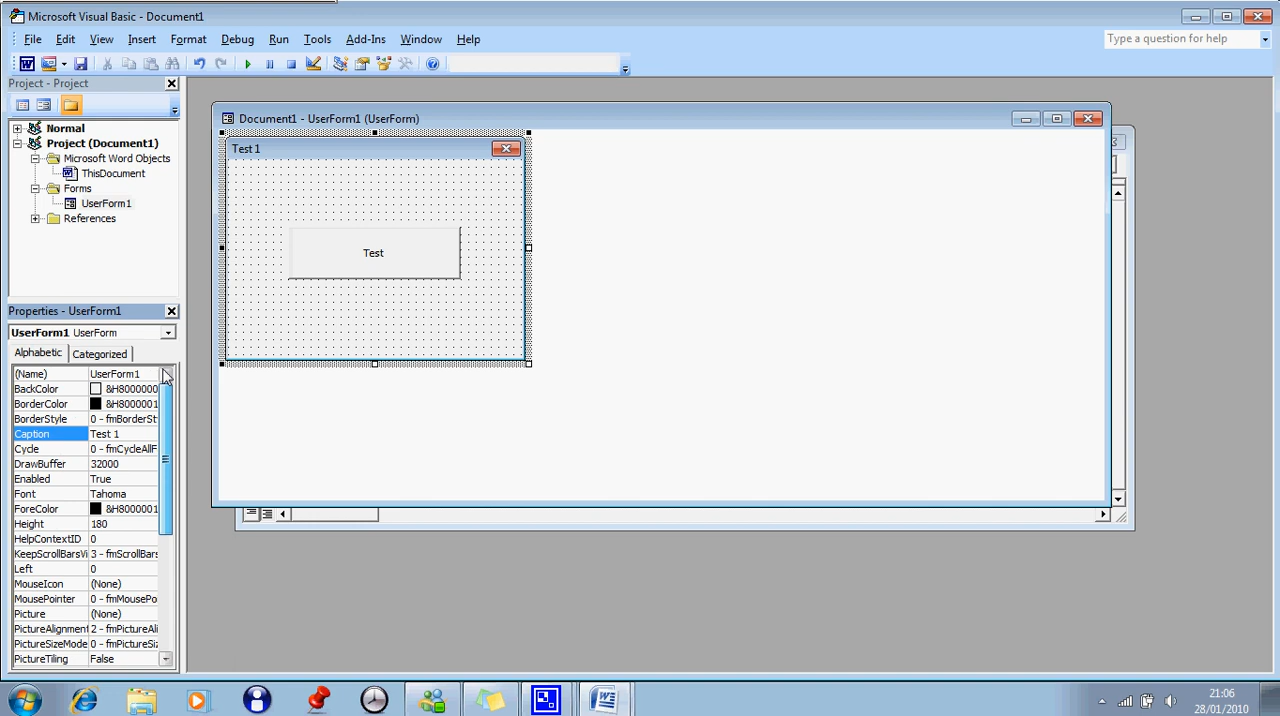 Microsoft Visual Basic - Document1
File Edit View Insert Format Debug Run Tools Add-Ins Window Help
Type a question for help
Project - Project
Normal
Project (Document1)
Microsoft Word Objects
ThisDocument
Forms
UserForm1
References
Properties - UserForm1
UserForm1 UserForm
Alphabetic Categorized
(Name) UserForm1
BackColor &H8000000
BorderColor &H8000001
BorderStyle 0 - fmBorderSt
Caption Test 1
Cycle 0 - fmCycleAllF
DrawBuffer 32000
Enabled True
Font Tahoma
ForeColor &H8000001
Height 180
HelpContextID 0
KeepScrollBarsVi 3 - fmScrollBars
Left 0
MouseIcon (None)
MousePointer 0 - fmMousePo
Picture (None)
PictureAlignment 2 - fmPictureAli
PictureSizeMode 0 - fmPictureSiz
PictureTiling False
Document1 - UserForm1 (UserForm)
Test 1
Test
21:06
28/01/2010